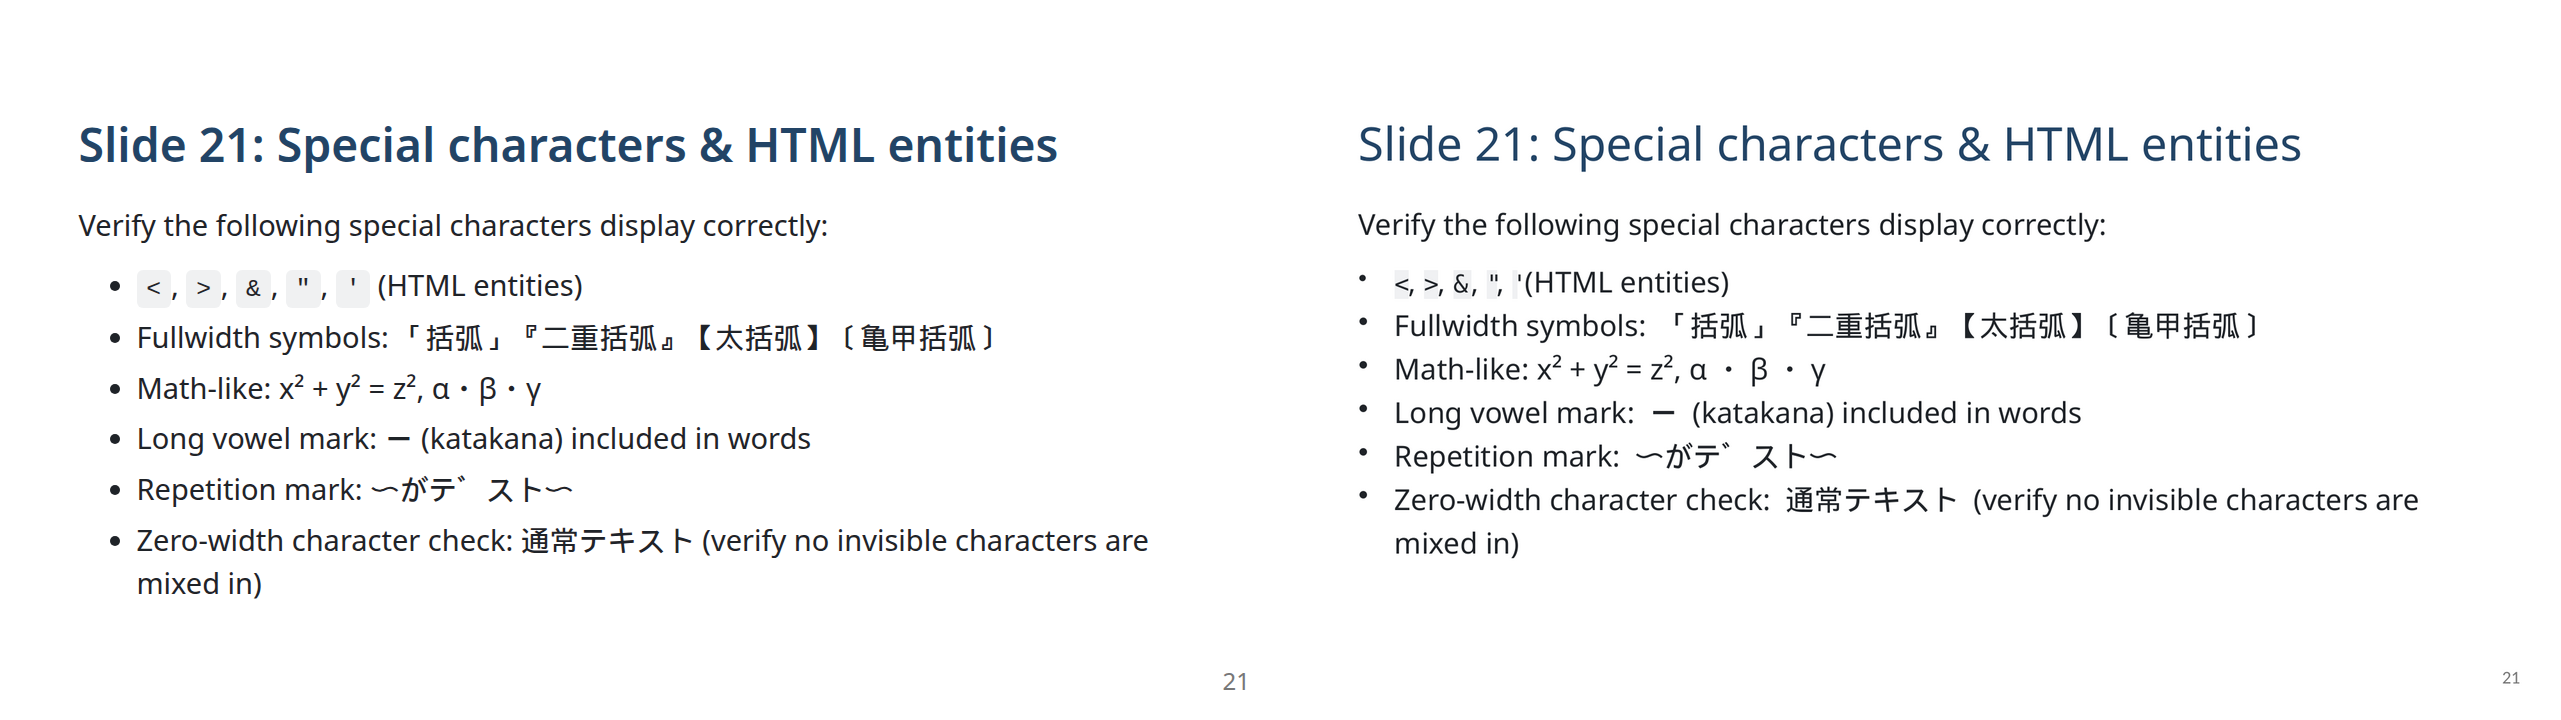 Slide 21: Special characters & HTML entities
Verify the following special characters display correctly:
• <, >, &, ", ' (HTML entities)
• Fullwidth symbols: 「括弧」『二重括弧』【太括弧】〔亀甲括弧〕
• Math-like: x² + y² = z², α・β・γ
• Long vowel mark: ー (katakana) included in words
• Repetition mark: 〜がデ スト〜
• Zero-width character check: 通常テキスト (verify no invisible characters are
mixed in)
21
Slide 21: Special characters & HTML entities
Verify the following special characters display correctly:
• <, >, &, ", '(HTML entities)
• Fullwidth symbols: 「括弧」『二重括弧』【太括弧】〔亀甲括弧〕
• Math-like: x² + y² = z², α・β・γ
• Long vowel mark: ー (katakana) included in words
• Repetition mark: 〜がデ スト〜
• Zero-width character check: 通常テキスト (verify no invisible characters are
mixed in)
21